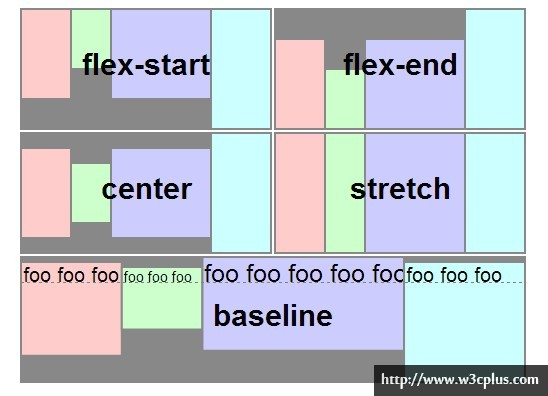 flex-start
flex-end
center
stretch
foo foo foo
foo foo foo
foo foo foo foo foo
foo foo foo
baseline
http://www.w3cplus.com